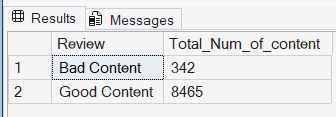 Results Messages
Review Total_Num_of_content
1 Bad Content 342
2 Good Content 8465